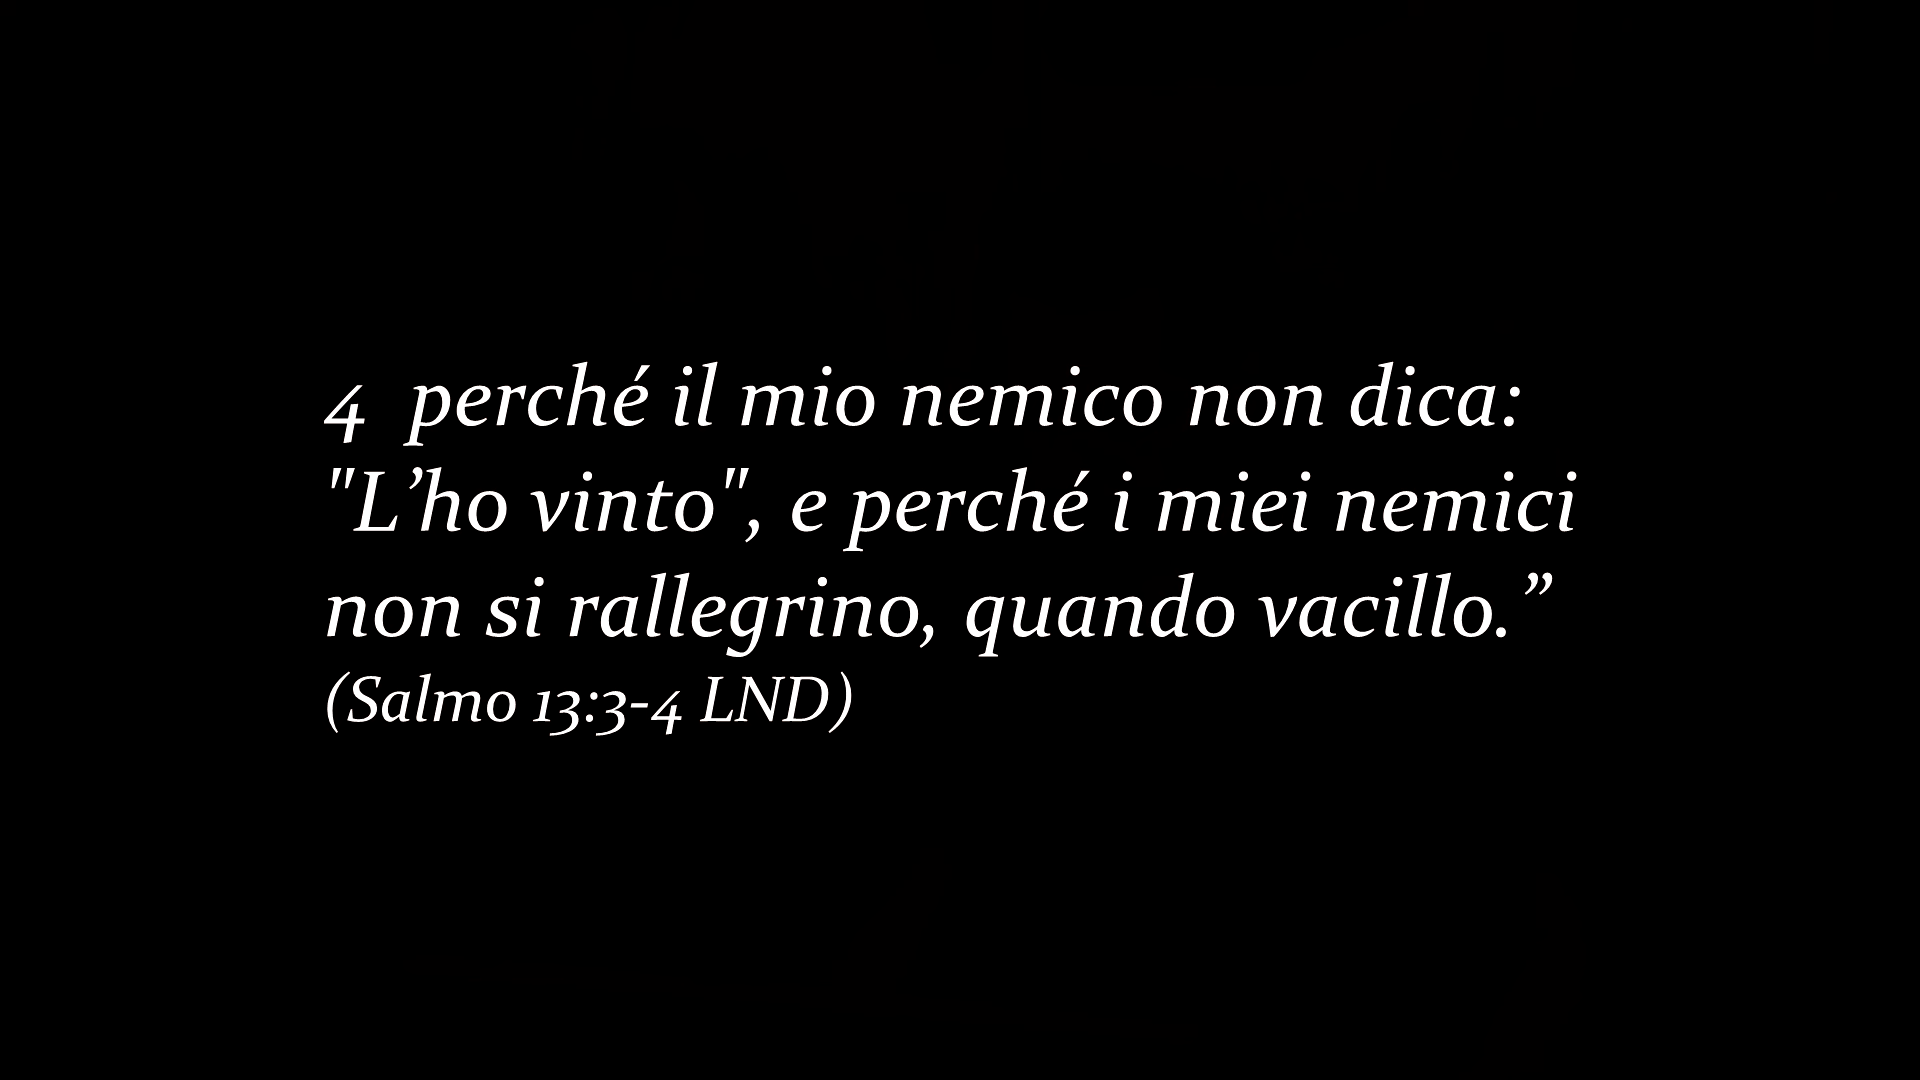 4  perché il mio nemico non dica:
"L’ho vinto", e perché i miei nemici
non si rallegrino, quando vacillo.”
(Salmo 13:3-4 LND)